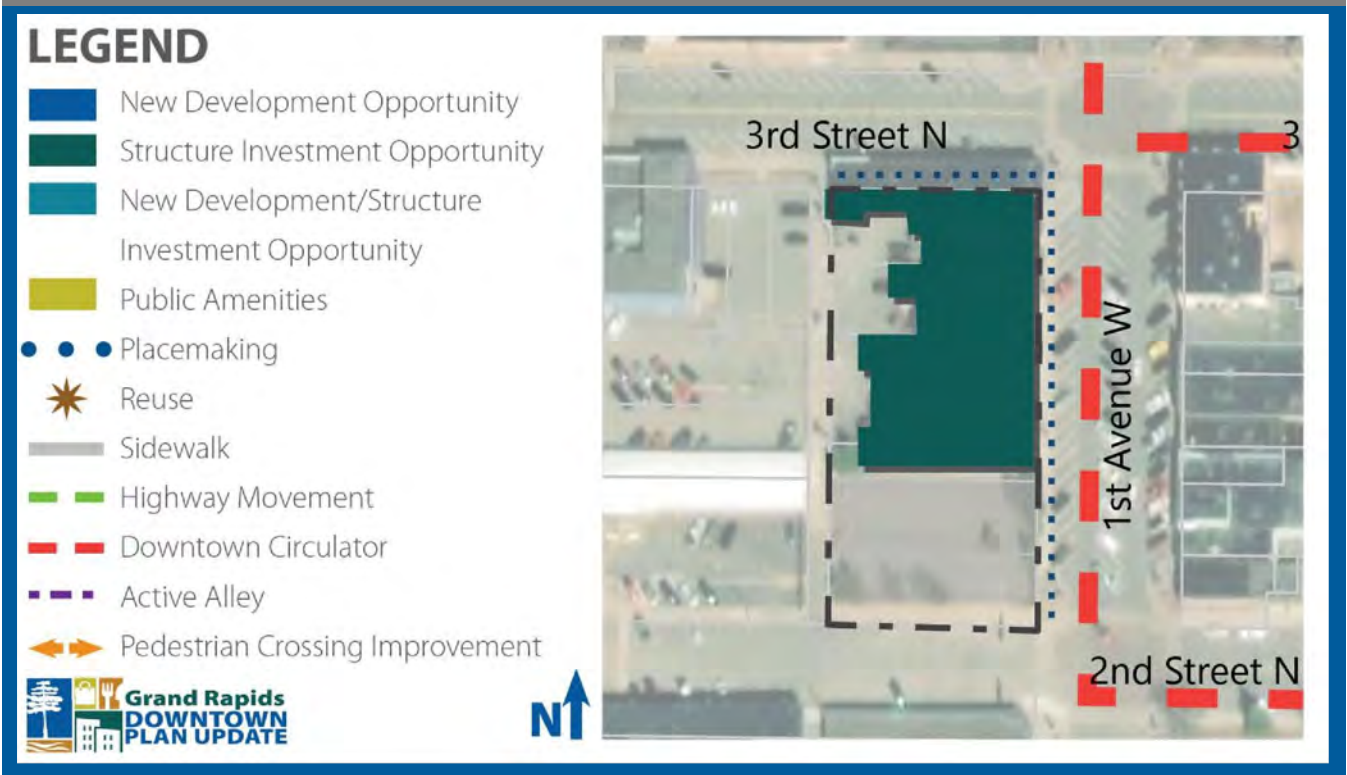 LEGEND
New Development Opportunity
Structure Investment Opportunity
New Development/Structure
Investment Opportunity
Public Amenities
Placemaking
Reuse
Sidewalk
Highway Movement
Downtown Circulator
Active Alley
Pedestrian Crossing Improvement
Grand Rapids
DOWNTOWN
PLAN UPDATE
N
3rd Street N
3
1st Avenue W
2nd Street N